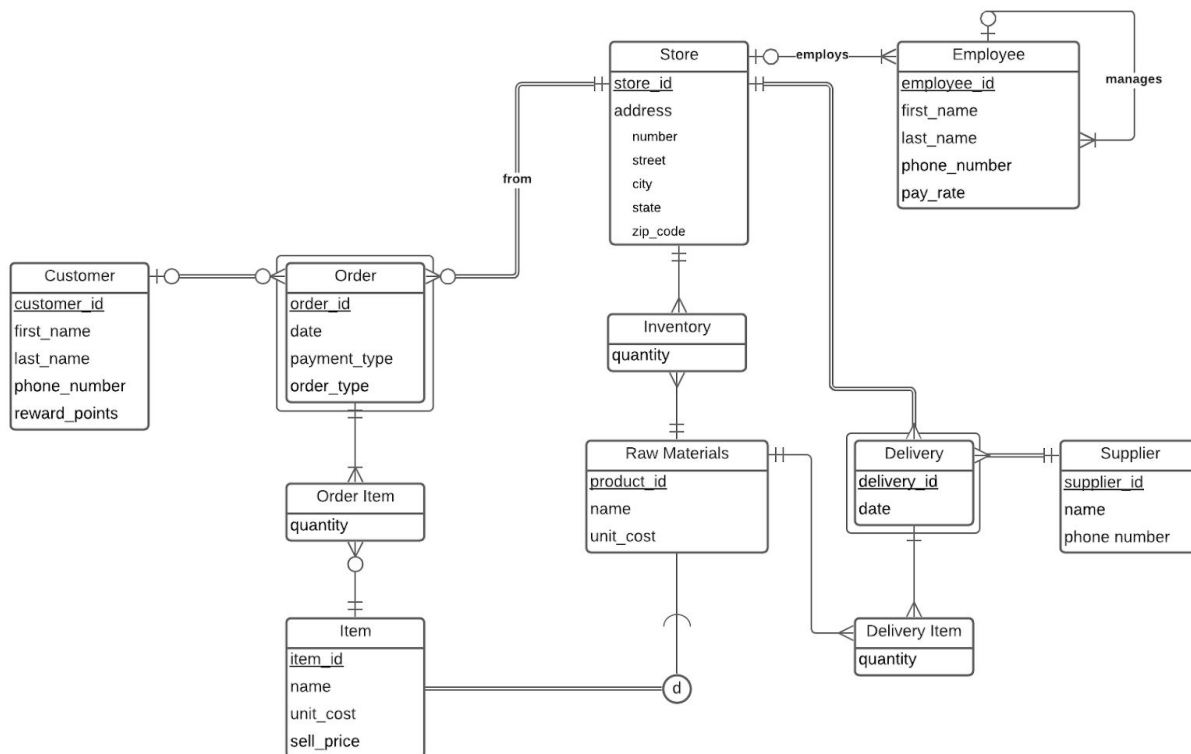 Store
store_id
address
number
street
city
state
zip_code
employs
Employee
employee_id
first_name
last_name
phone_number
pay_rate
manages
from
Customer
customer_id
first_name
last_name
phone_number
reward_points
Order
order_id
date
payment_type
order_type
Inventory
quantity
Order Item
quantity
Raw Materials
product_id
name
unit_cost
Delivery
delivery_id
date
Supplier
supplier_id
name
phone number
Item
item_id
name
unit_cost
sell_price
d
Delivery Item
quantity